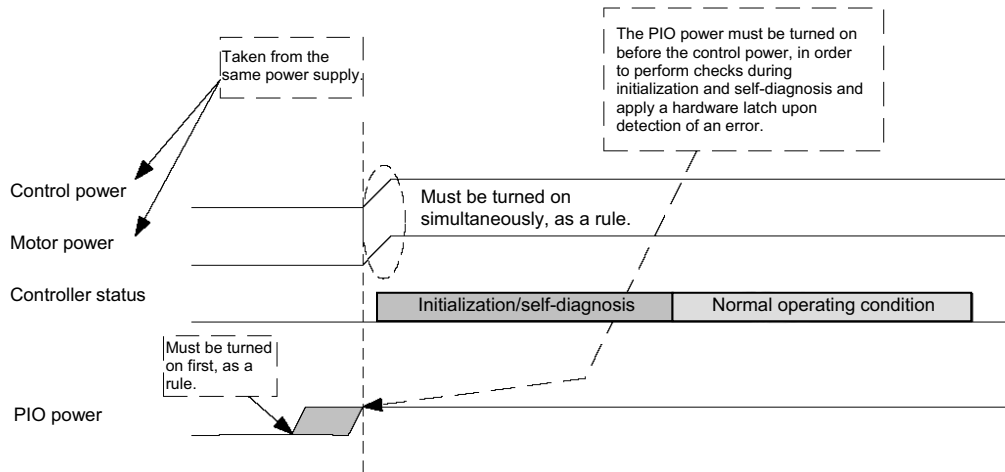 Taken from the
same power supply.
The PIO power must be turned on
before the control power, in order
to perform checks during
initialization and self-diagnosis and
apply a hardware latch upon
detection of an error.
Control power
Must be turned on
simultaneously, as a rule.
Motor power
Controller status
Initialization/self-diagnosis
Normal operating condition
Must be turned
on first, as a
rule.
PIO power